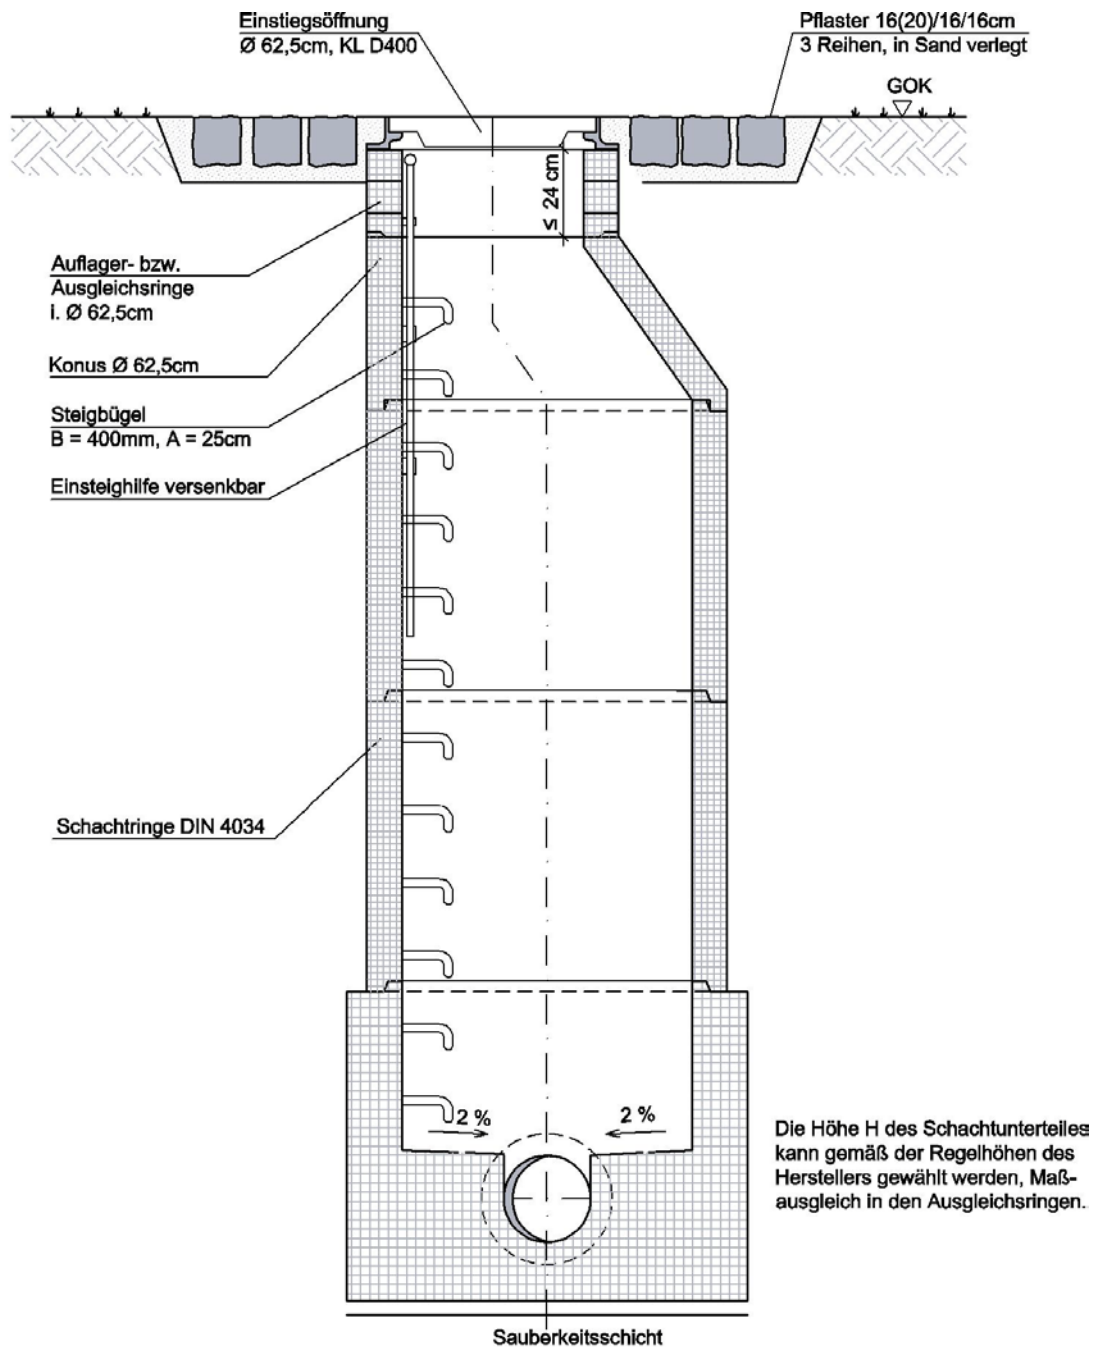 Einstiegsöffnung
Ø 62,5cm, KL D400
Pflaster 16(20)/16/16cm
3 Reihen, in Sand verlegt
GOK
≤ 24 cm
Auflager- bzw.
Ausgleichsringe
i. Ø 62,5cm
Konus Ø 62,5cm
Steigbügel
B = 400mm, A = 25cm
Einsteighilfe versenkbar
Schachtringe DIN 4034
2 %
2 %
Die Höhe H des Schachtunterteiles
kann gemäß der Regelhöhen des
Herstellers gewählt werden, Maß-
ausgleich in den Ausgleichsringen.
Sauberkeitsschicht